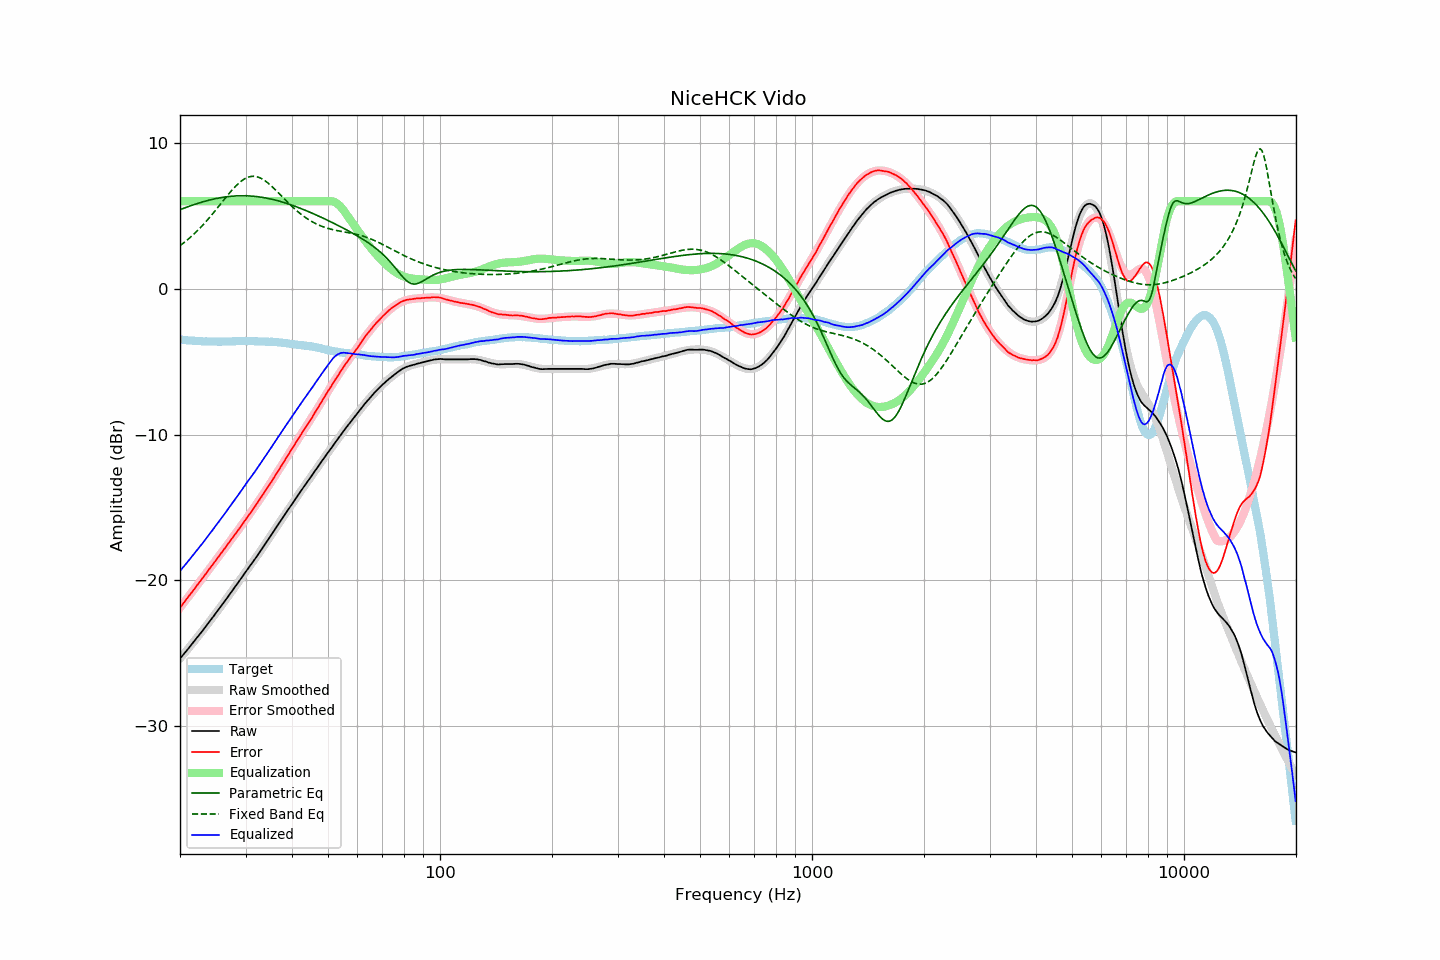 NiceHCK Vido
10
0
−10
−20
−30
Amplitude (dBr)
Target
Raw Smoothed
Error Smoothed
Raw
Error
Equalization
Parametric Eq
Fixed Band Eq
Equalized
100
1000
10000
Frequency (Hz)